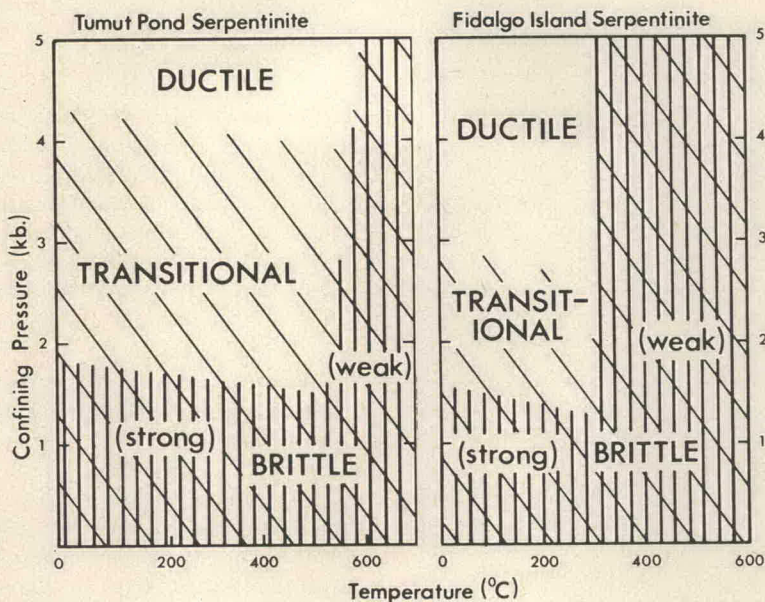 Tumut Pond Serpentinite
Fidalgo Island Serpentinite
Confining Pressure (kb.)
5
4
3
2
1
DUCTILE
TRANSITIONAL
(weak)
(strong)
BRITTLE
0
200
400
600
DUCTILE
TRANSIT-
IONAL
(weak)
(strong)
BRITTLE
5
4
3
2
1
0
200
400
600
Temperature (°C)